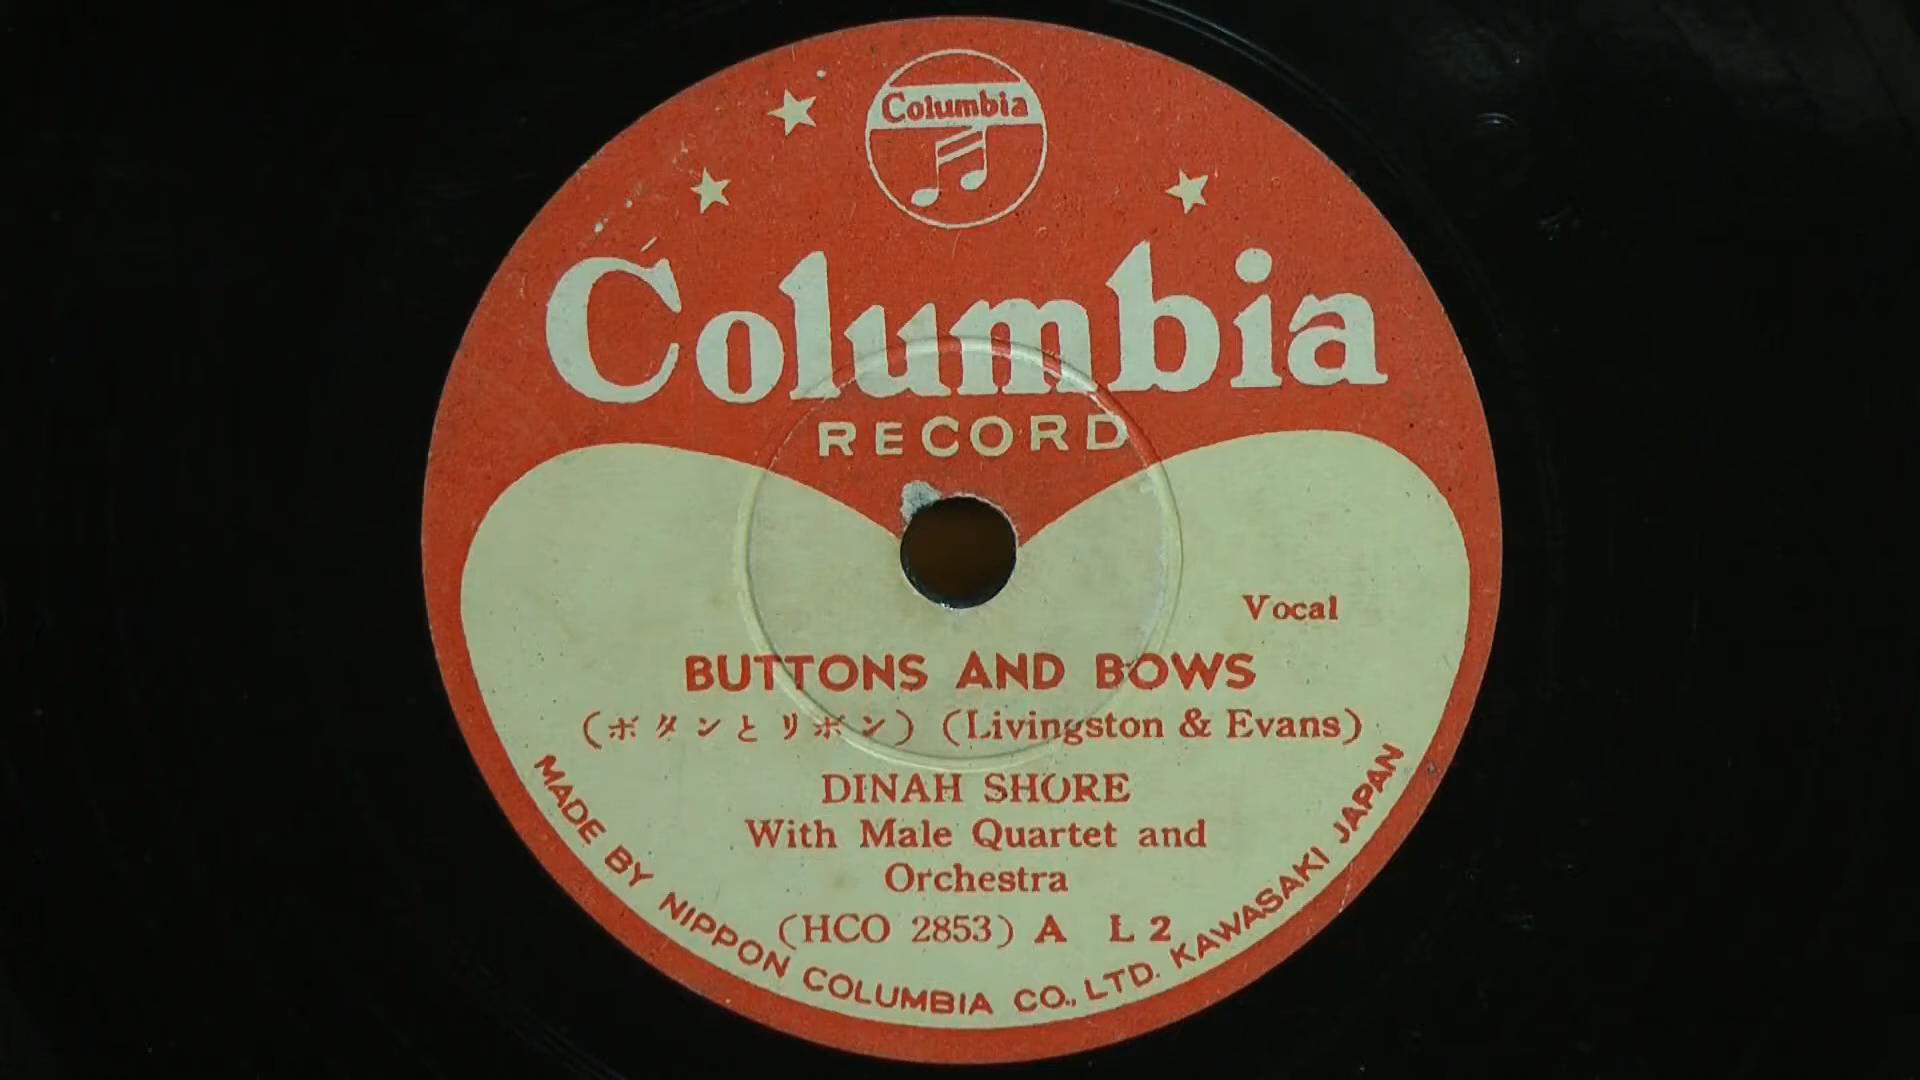 Columbia
Columbia
RECORD
Vocal
BUTTONS AND BOWS
(ボタンとリボン) (Livingston & Evans)
DINAH SHORE
With Male Quartet and
Orchestra
(HCO 2853) A L 2
MADE BY NIPPON COLUMBIA CO., LTD. KAWASAKI JAPAN